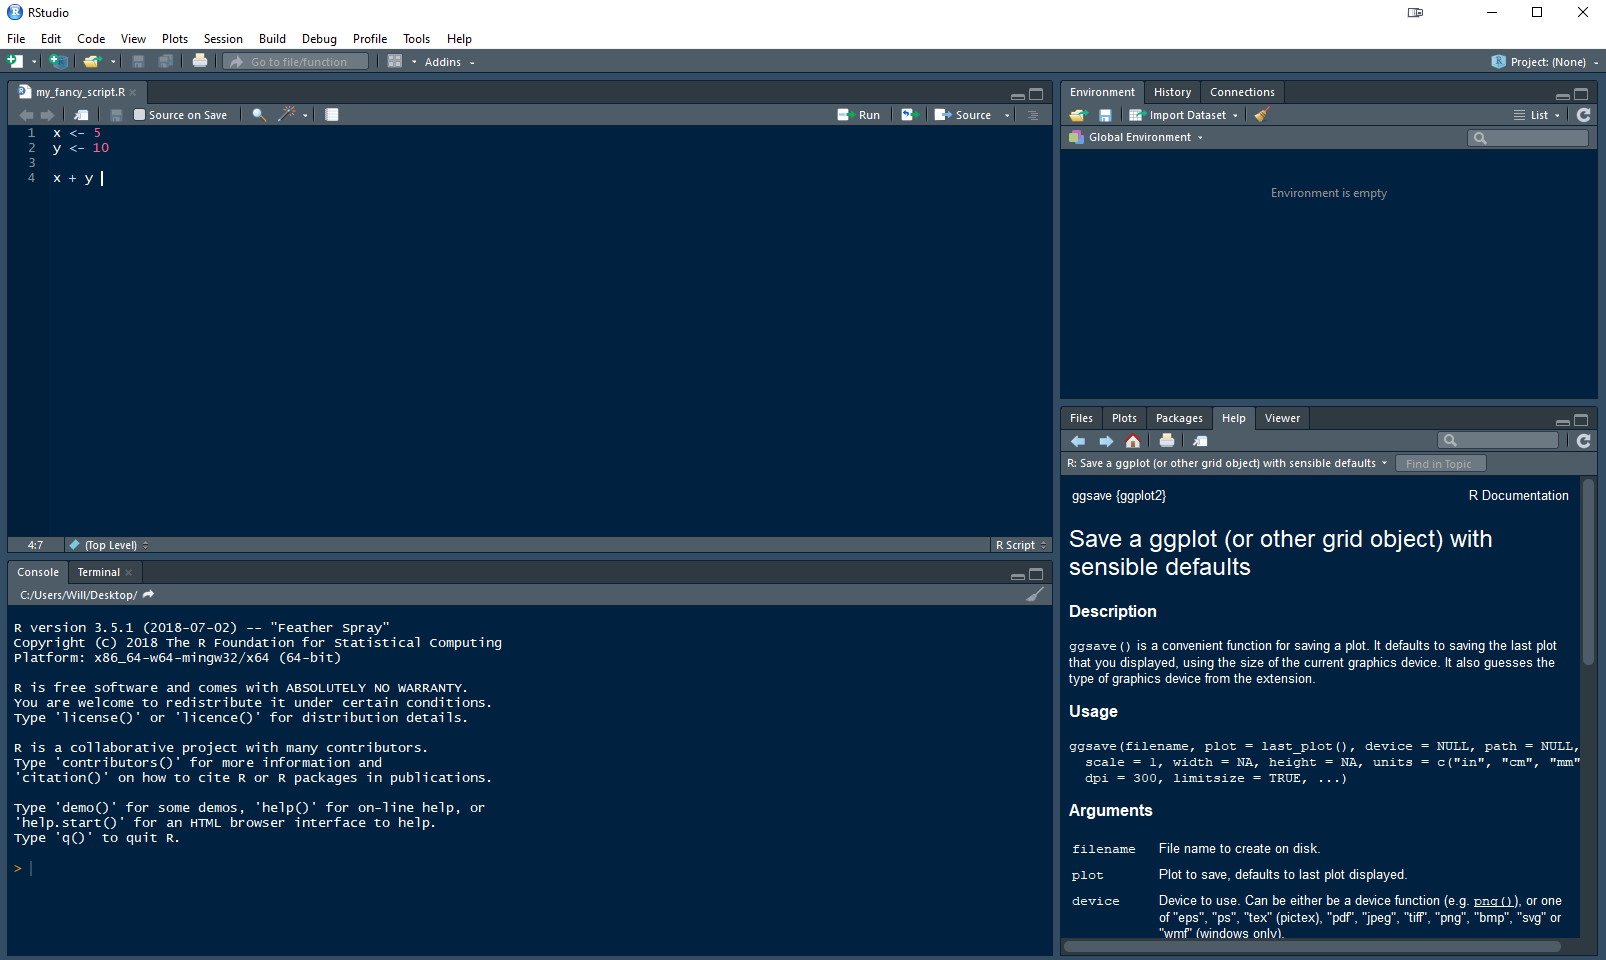 RStudio
File Edit Code View Plots Session Build Debug Profile Tools Help
Go to file/function Addins Project: (None)
my_fancy_script.R
Source on Save Run Source
1 x <- 5
2 y <- 10
3
4 x + y
4:7 (Top Level) R Script
Console Terminal
C:/Users/Will/Desktop/
R version 3.5.1 (2018-07-02) -- "Feather Spray"
Copyright (C) 2018 The R Foundation for Statistical Computing
Platform: x86_64-w64-mingw32/x64 (64-bit)
R is free software and comes with ABSOLUTELY NO WARRANTY.
You are welcome to redistribute it under certain conditions.
Type 'license()' or 'licence()' for distribution details.
R is a collaborative project with many contributors.
Type 'contributors()' for more information and
'citation()' on how to cite R or R packages in publications.
Type 'demo()' for some demos, 'help()' for on-line help, or
'help.start()' for an HTML browser interface to help.
Type 'q()' to quit R.
>
Environment History Connections
Import Dataset List
Global Environment
Environment is empty
Files Plots Packages Help Viewer
R: Save a ggplot (or other grid object) with sensible defaults Find in Topic
ggsave {ggplot2} R Documentation
Save a ggplot (or other grid object) with
sensible defaults
Description
ggsave() is a convenient function for saving a plot. It defaults to saving the last plot
that you displayed, using the size of the current graphics device. It also guesses the
type of graphics device from the extension.
Usage
ggsave(filename, plot = last_plot(), device = NULL, path = NULL,
scale = 1, width = NA, height = NA, units = c("in", "cm", "mm"
dpi = 300, limitsize = TRUE, ...)
Arguments
filename File name to create on disk.
plot Plot to save, defaults to last plot displayed.
device Device to use. Can be either be a device function (e.g. png()), or one
of "eps", "ps", "tex" (pictex), "pdf", "jpeg", "tiff", "png", "bmp", "svg" or
"wmf" (windows only).